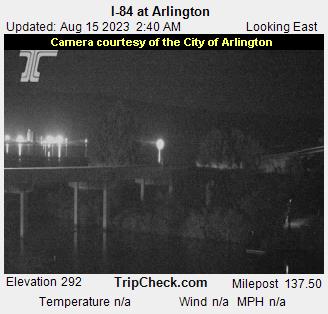 I-84 at Arlington
Updated: Aug 15 2023 2:40 AM Looking East
Camera courtesy of the City of Arlington
Elevation 292 TripCheck.com Milepost 137.50
Temperature n/a Wind n/a MPH n/a